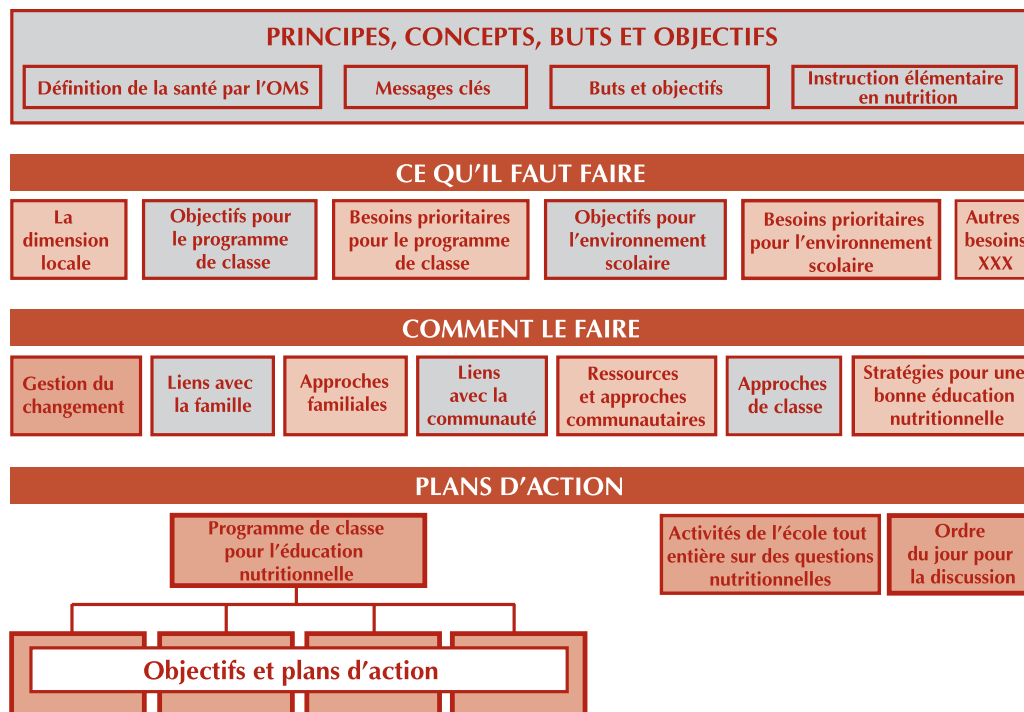 PRINCIPES, CONCEPTS, BUTS ET OBJECTIFS
Définition de la santé par l'OMS
Messages clés
Buts et objectifs
Instruction élémentaire
en nutrition
CE QU'IL FAUT FAIRE
La
dimension
locale
Objectifs pour
le programme
de classe
Besoins prioritaires
pour le programme
de classe
Objectifs pour
l'environnement
scolaire
Besoins prioritaires
pour l'environnement
scolaire
Autres
besoins
XXX
COMMENT LE FAIRE
Gestion du
changement
Liens avec
la famille
Approches
familiales
Liens
avec la
communauté
Ressources
et approches
communautaires
Approches
de classe
Stratégies pour une
bonne éducation
nutritionnelle
PLANS D'ACTION
Programme de classe
pour l'éducation
nutritionnelle
Activités de l'école tout
entière sur des questions
nutritionnelles
Ordre
du jour pour
la discussion
Objectifs et plans d'action